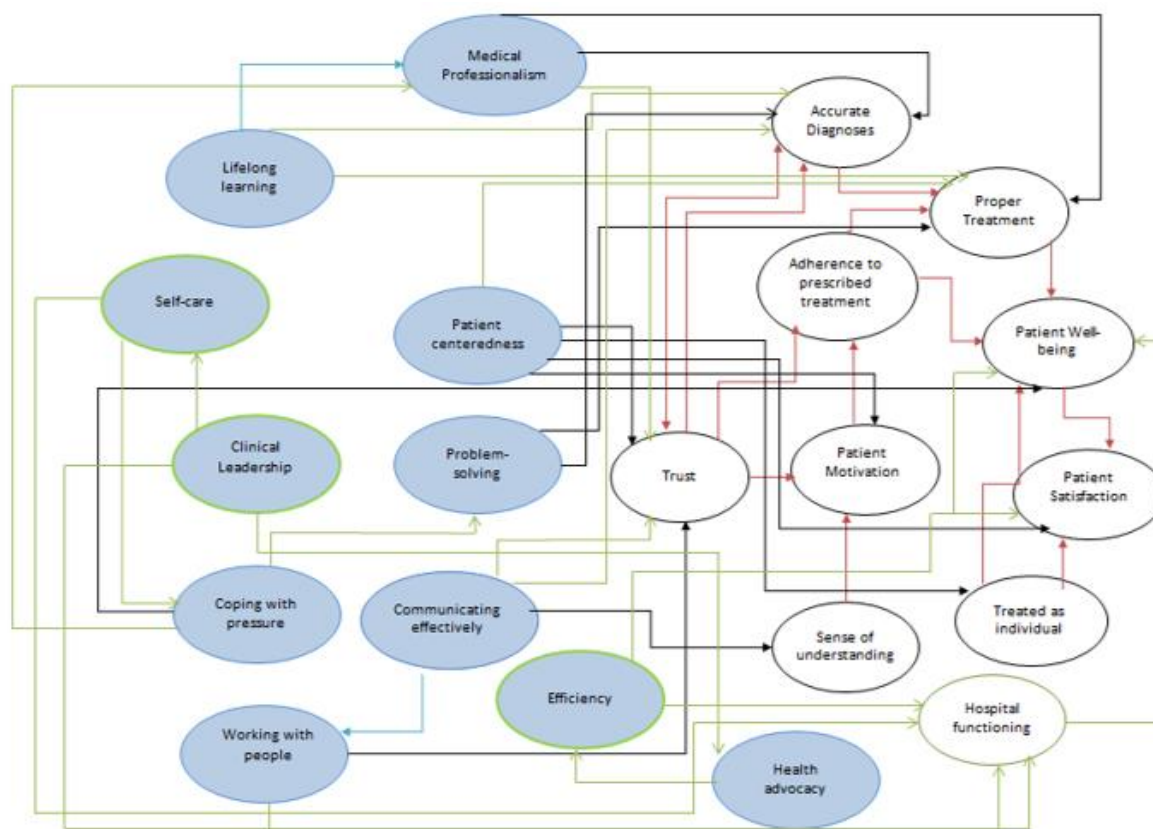 Medical
Professionalism
Accurate
Diagnoses
Lifelong
learning
Proper
Treatment
Adherence to
prescribed
treatment
Self-care
Patient
centeredness
Patient Well-
being
Clinical
Leadership
Problem-
solving
Trust
Patient
Motivation
Patient
Satisfaction
Coping with
pressure
Communicating
effectively
Sense of
understanding
Treated as
individual
Efficiency
Hospital
functioning
Working with
people
Health
advocacy